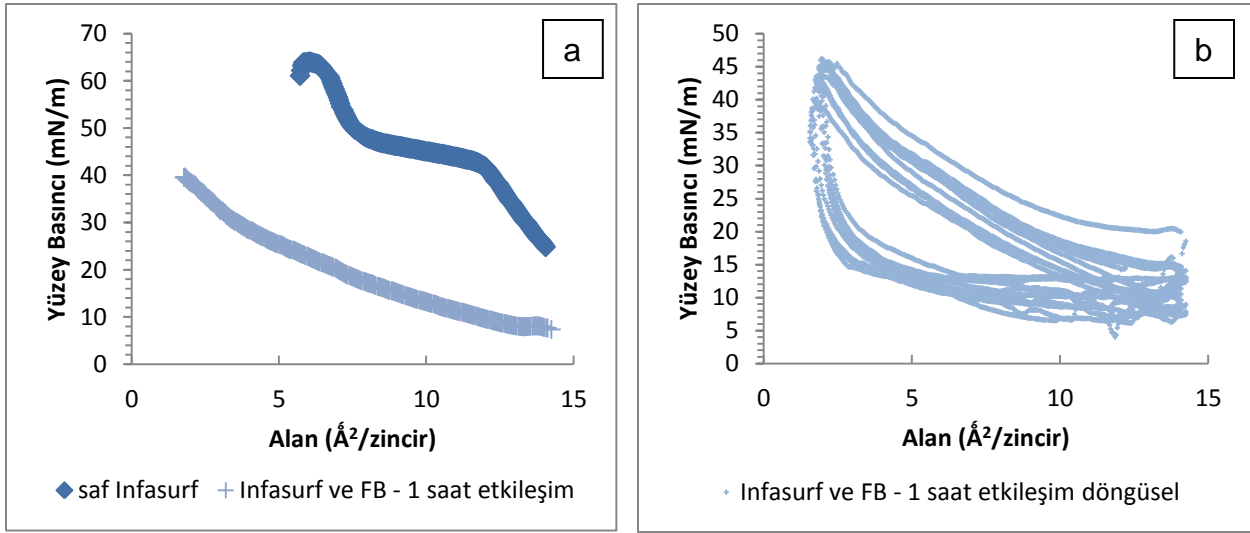 a
70
60
50
40
30
20
10
0
Yüzey Basıncı (mN/m)
0 5 10 15
Alan (Ǻ²/zincir)
saf Infasurf Infasurf ve FB - 1 saat etkileşim
b
50
45
40
35
30
25
20
15
10
5
0
Yüzey Basıncı (mN/m)
0 5 10 15
Alan (Ǻ²/zincir)
Infasurf ve FB - 1 saat etkileşim döngüsel